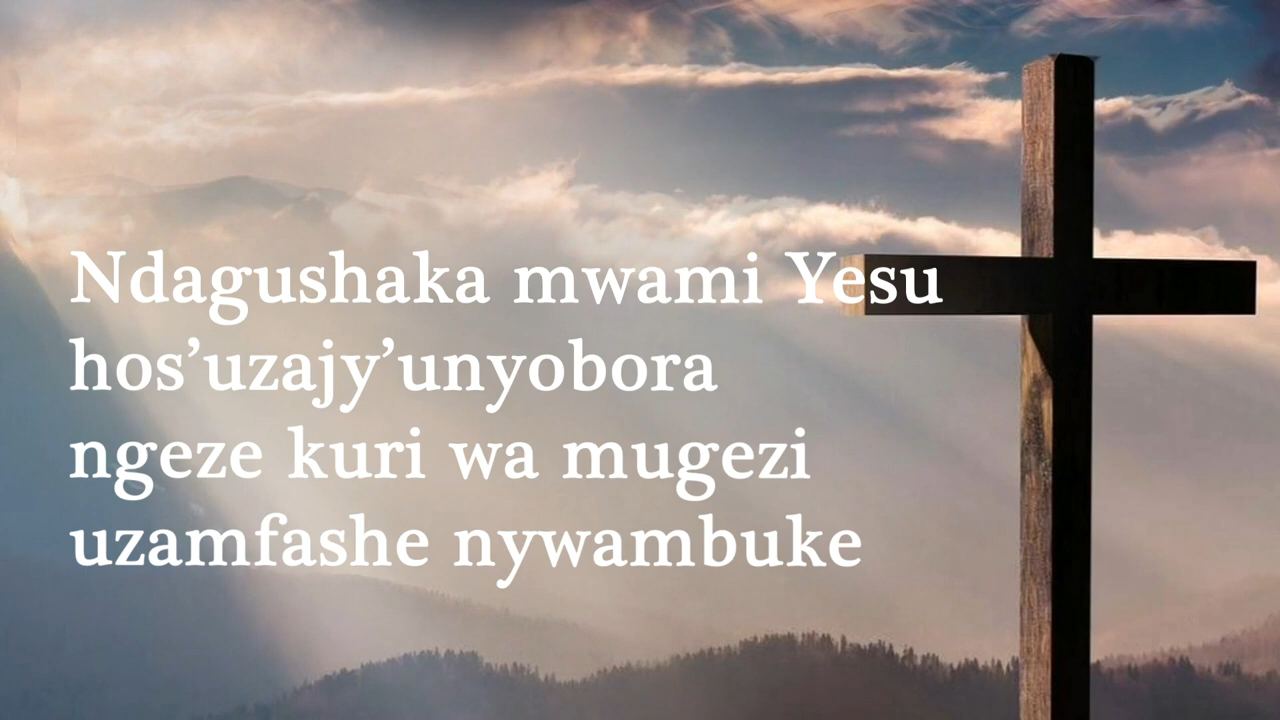 Ndagushaka mwami Yesu
hos’uzajy’unyobora
ngeze kuri wa mugezi
uzamfashe nywambuke